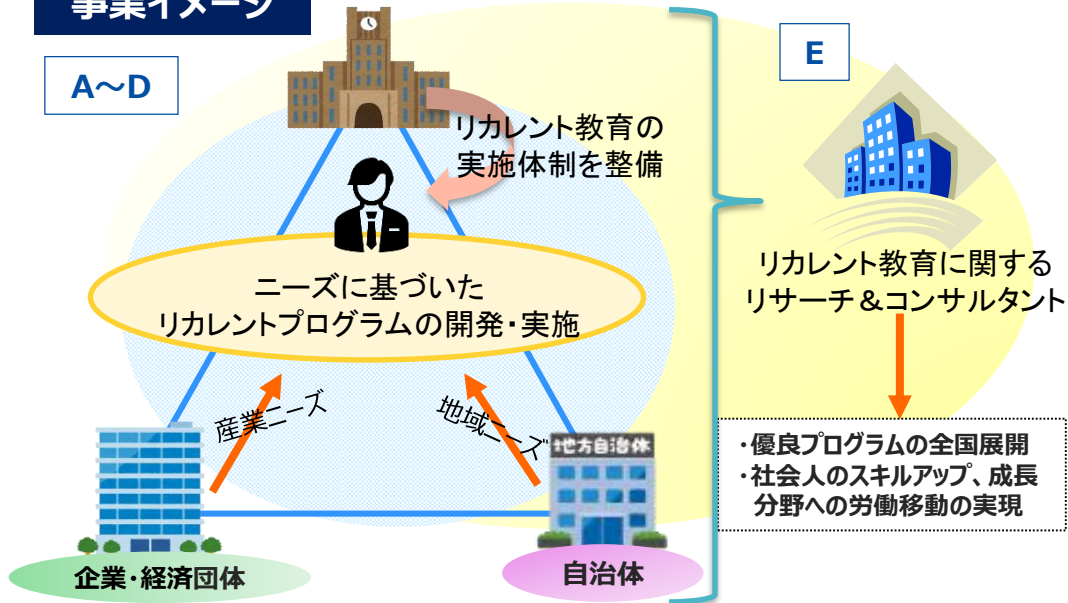 事業イメージ
A～D
E
リカレント教育の
実施体制を整備
ニーズに基づいた
リカレントプログラムの開発・実施
リカレント教育に関する
リサーチ＆コンサルタント
産業ニーズ
地域ニーズ
地方自治体
・優良プログラムの全国展開
・社会人のスキルアップ、成長
分野への労働移動の実現
企業・経済団体
自治体